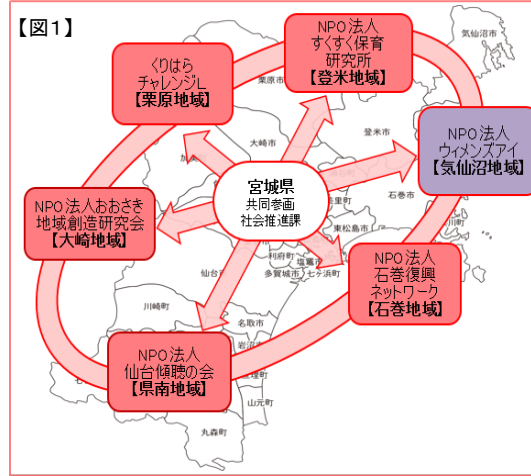 【図1】
NPO法人
すくすく保育
研究所
【登米地域】
気仙沼市
くりはら
チャレンジL
【栗原地域】
栗原市
登米市
NPO法人
ウィメンズアイ
【気仙沼地域】
大崎市
宮城県
共同参画
社会推進課
石巻市
NPO法人おおさき
地域創造研究会
【大崎地域】
東松島市
利府町
塩竈市
多賀城市
七ヶ浜町
仙台
NPO法人
石巻復興
ネットワーク
【石巻地域】
川崎町
名取市
岩沼市
NPO法人
仙台傾聴の会
【県南地域】
山元町
丸森町